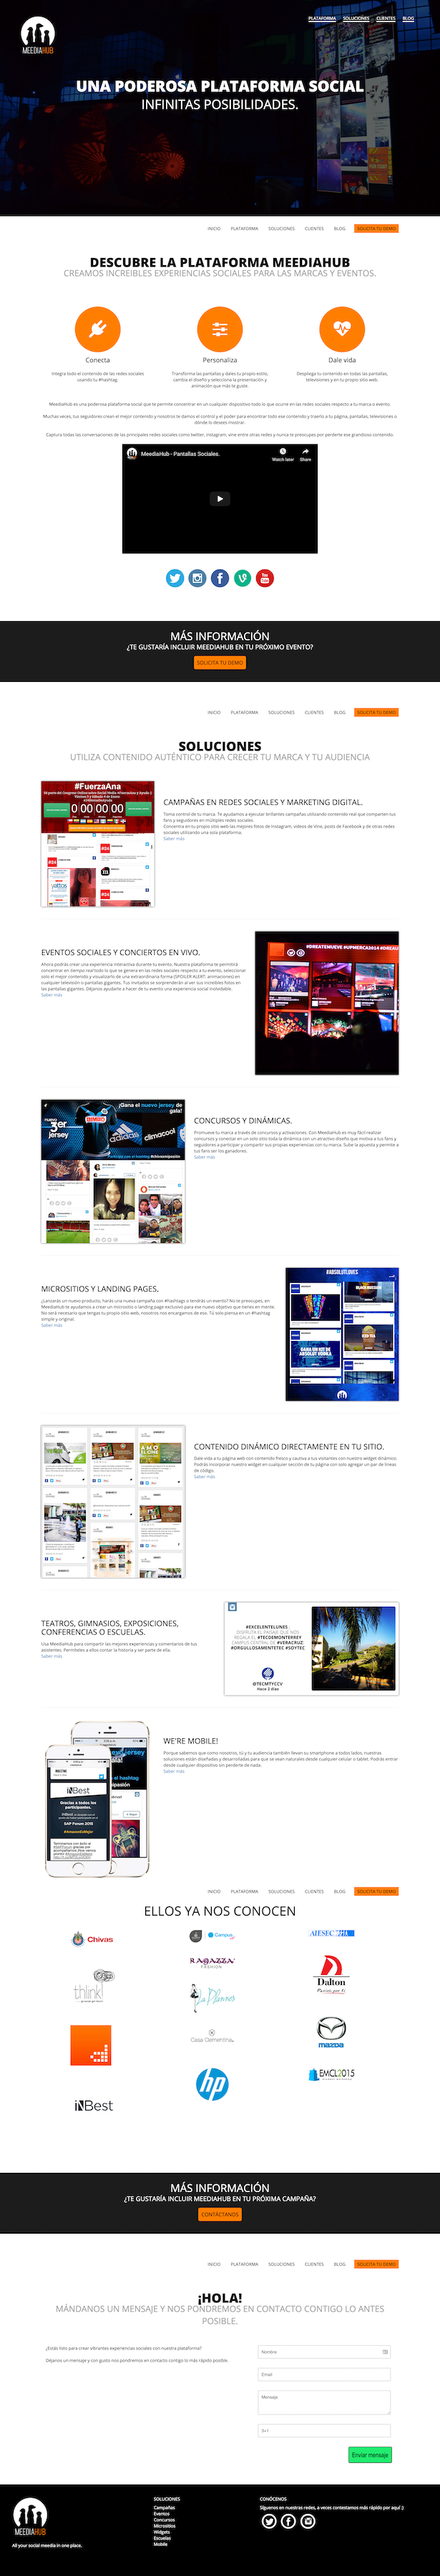 MEEDIAHUB
PLATAFORMA SOLUCIONES CLIENTES BLOG
UNA PODEROSA PLATAFORMA SOCIAL
INFINITAS POSIBILIDADES.
INICIO PLATAFORMA SOLUCIONES CLIENTES BLOG SOLICITA TU DEMO
DESCUBRE LA PLATAFORMA MEEDIAHUB
CREAMOS INCREIBLES EXPERIENCIAS SOCIALES PARA LAS MARCAS Y EVENTOS.
Conecta
Integra todo el contenido de las redes sociales
usando tu #hashtag.
Personaliza
Transforma las pantallas y dales tu propio estilo,
cambia el diseño y selecciona la presentación y
animación que más te guste.
Dale vida
Despliega tu contenido en todas las pantallas,
televisiones y en tu propio sitio web.
MeediaHub es una poderosa plataforma social que te permite concentrar en un cualquier dispositivo todo lo que ocurre en las redes sociales respecto a tu marca o evento.
Muchas veces, tus seguidores crean el mejor contenido y nosotros te damos el control y el poder para encontrar todo ese contenido y traerlo a tu página, pantallas, televisiones o
dónde lo desees mostrar.
Captura todas las conversaciones de las principales redes sociales como twitter, instagram, vine entre otras redes y nunca te preocupes por perderte ese grandioso contenido.
MeediaHub - Pantallas Sociales.
Watch later Share
MÁS INFORMACIÓN
¿TE GUSTARÍA INCLUIR MEEDIAHUB EN TU PRÓXIMO EVENTO?
SOLICITA TU DEMO
INICIO PLATAFORMA SOLUCIONES CLIENTES BLOG SOLICITA TU DEMO
SOLUCIONES
UTILIZA CONTENIDO AUTÉNTICO PARA CRECER TU MARCA Y TU AUDIENCIA
#FuerzaAna
00 00 00
CAMPAÑAS EN REDES SOCIALES Y MARKETING DIGITAL.
Toma control de tu marca. Te ayudamos a ejecutar brillantes campañas utilizando contenido real que comparten tus
fans y seguidores en múltiples redes sociales.
Encuentra en tu propio sitio web las mejores fotos de Instagram, videos de Vine, posts de Facebook y de otras redes
sociales utilizando una sola plataforma.
Saber más
EVENTOS SOCIALES Y CONCIERTOS EN VIVO.
Ahora podrás crear una experiencia interactiva durante tu evento. Nuestra plataforma te permitirá
concentrar en tiempo real todo lo que se genera en las redes sociales respecto a tu evento, seleccionar
sólo el mejor contenido y visualizarlo de una extraordinaria forma (SPOILER ALERT: animaciones) en
cualquier televisión o pantallas gigantes. Tus invitados se sorprenderán al ver sus increíbles fotos en
las pantallas gigantes. Déjanos ayudarte a hacer de tu evento una experiencia social inolvidable.
Saber más
#DREATEMUEVE #UPMERCA2014
¡Gana el nuevo jersey de
gala!
3er
jersey
BIMBO
adidas
climacool
CONCURSOS Y DINÁMICAS.
Promueve tu marca a través de concursos y activaciones. Con MeediaHub es muy fácil realizar
concursos y conectar en un solo sitio toda la dinámica con un atractivo diseño que motive a tus fans y
seguidores a participar y compartir sus propias experiencias con tu marca. Sube la apuesta y permite a
tus fans ser los ganadores.
Saber más
MICROSITIOS Y LANDING PAGES.
¿Lanzarás un nuevo producto, harás una nueva campaña con #hashtags o tendrás un evento? No te preocupes, en
MeediaHub te ayudamos a crear un micrositio o landing page exclusivo para ese nuevo objetivo que tienes en mente.
No será necesario que tengas tu propio sitio web, nosotros nos encargamos de eso. Tú sólo piensa en un #hashtag
simple y original.
Saber más
#ABSOLUTLOVES
CONTENIDO DINÁMICO DIRECTAMENTE EN TU SITIO.
Dale vida a tu página web con contenido fresco y cautiva a tus visitantes con nuestro widget dinámico.
Podrás incorporar nuestro widget en cualquier sección de tu página con solo agregar un par de líneas
de código.
Saber más
TEATROS, GIMNASIOS, EXPOSICIONES,
CONFERENCIAS O ESCUELAS.
Usa MeediaHub para compartir las mejores experiencias y comentarios de tus
asistentes. Permíteles a ellos contar la historia y ser parte de ella.
Saber más
#EXCELENTELUNES :
DISFRUTA EL PAISAJE QUE NOS
REGALA EL #TECDEMONTERREY
CAMPUS CENTRAL DE #VERACRUZ:
#ORGULLOSAMENTETEC #SOYTEC
@TECMTYCCV
Hace 2 días
iNBest
Gracias a todos los
participantes.
SAP Forum 2015
WE'RE MOBILE!
Porque sabemos que como nosotros, tú y tu audiencia también llevan su smartphone a todos lados, nuestras
soluciones están diseñadas y desarrolladas para que se vean naturales desde cualquier celular o tablet. Podrás entrar
desde cualquier dispositivo sin perderte de nada.
Saber más
INICIO PLATAFORMA SOLUCIONES CLIENTES BLOG SOLICITA TU DEMO
ELLOS YA NOS CONOCEN
Chivas
Campus
AIESEC
RAGAZZA
FASHION
think!
La Planner
Dalton
Casa Clementina
mazda
hp
EMCL2015
iNBest
MÁS INFORMACIÓN
¿TE GUSTARÍA INCLUIR MEEDIAHUB EN TU PRÓXIMA CAMPAÑA?
CONTÁCTANOS
INICIO PLATAFORMA SOLUCIONES CLIENTES BLOG SOLICITA TU DEMO
¡HOLA!
MÁNDANOS UN MENSAJE Y NOS PONDREMOS EN CONTACTO CONTIGO LO ANTES
POSIBLE.
¿Estás listo para crear vibrantes experiencias sociales con nuestra plataforma?
Déjanos un mensaje y con gusto nos pondremos en contacto contigo lo más rápido posible.
Nombre
Email
Mensaje
3+1
Enviar mensaje
MEEDIAHUB
All your social media in one place.
SOLUCIONES
Campañas
Eventos
Concursos
Micrositios
Widgets
Escuelas
Mobile
CONÓCENOS
Síguenos en nuestras redes, a veces contestamos más rápido por aquí :)